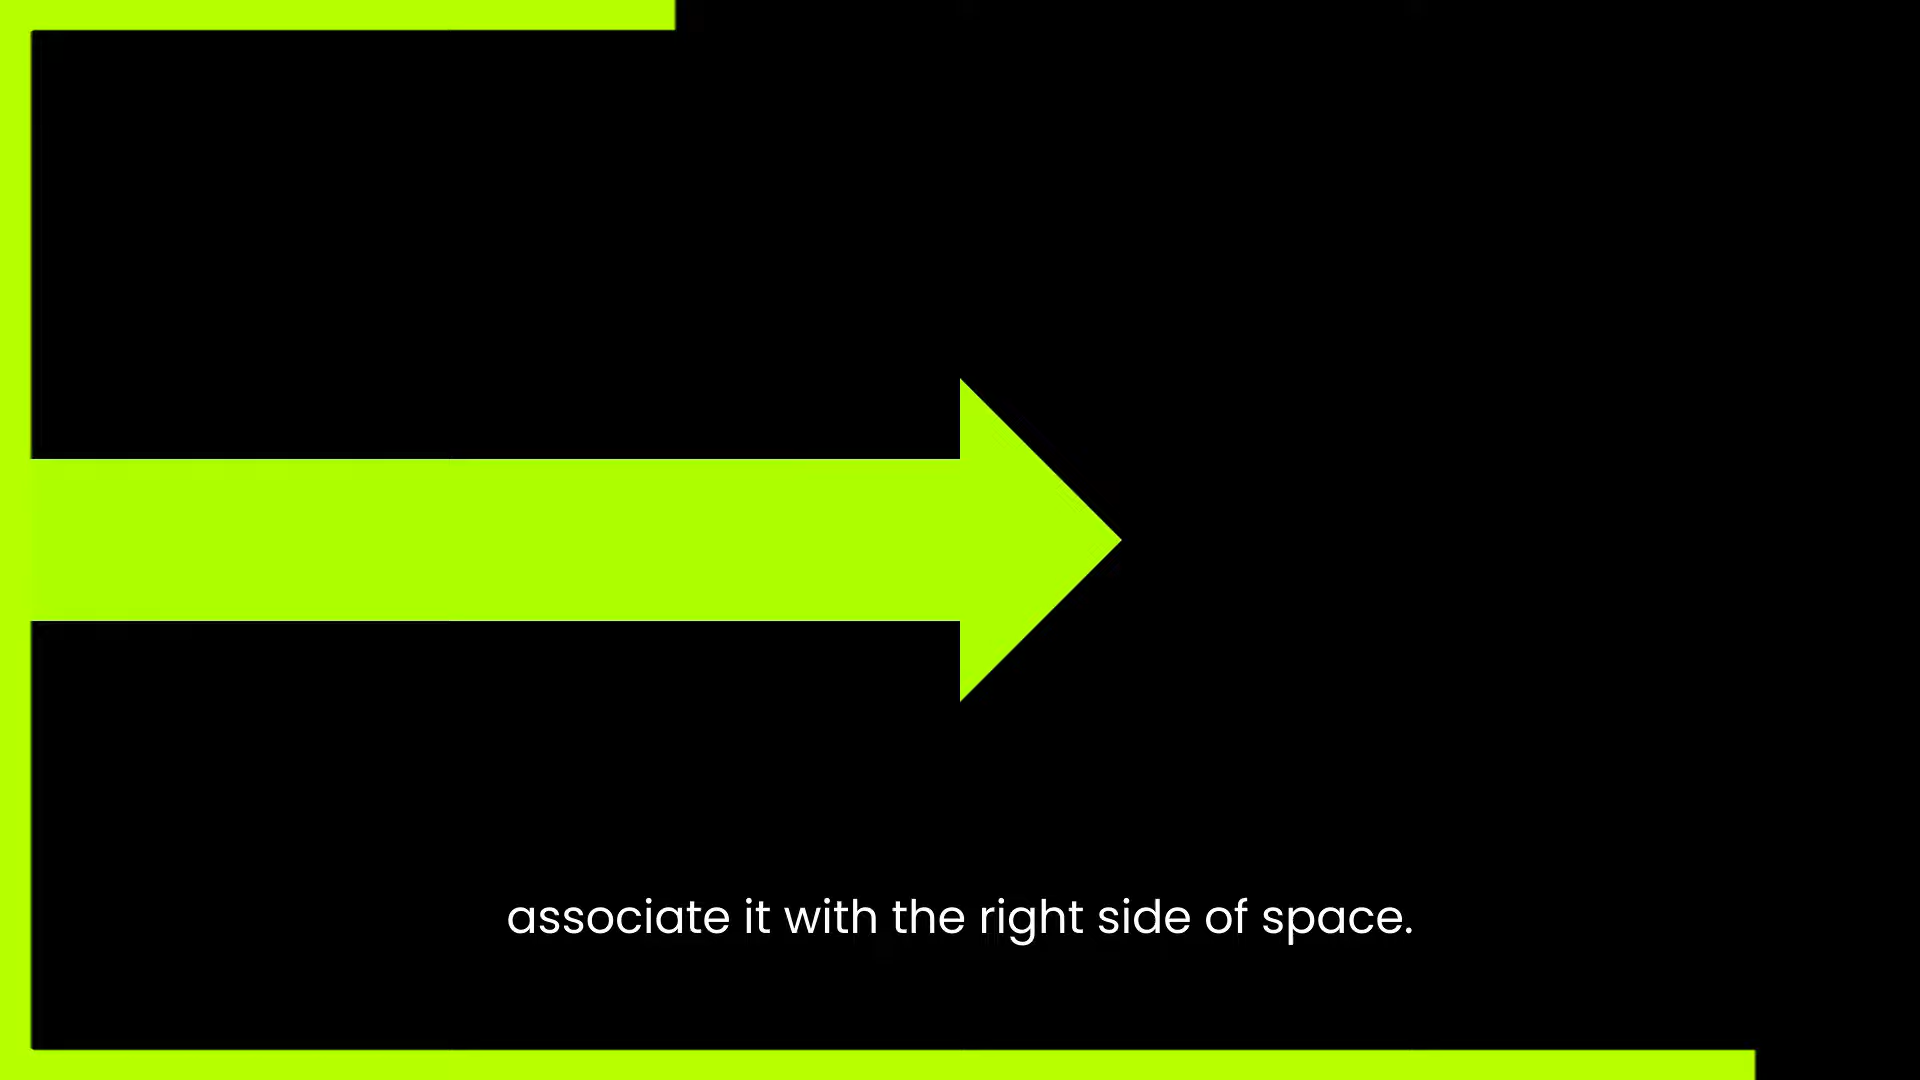 associate it with the right side of space.